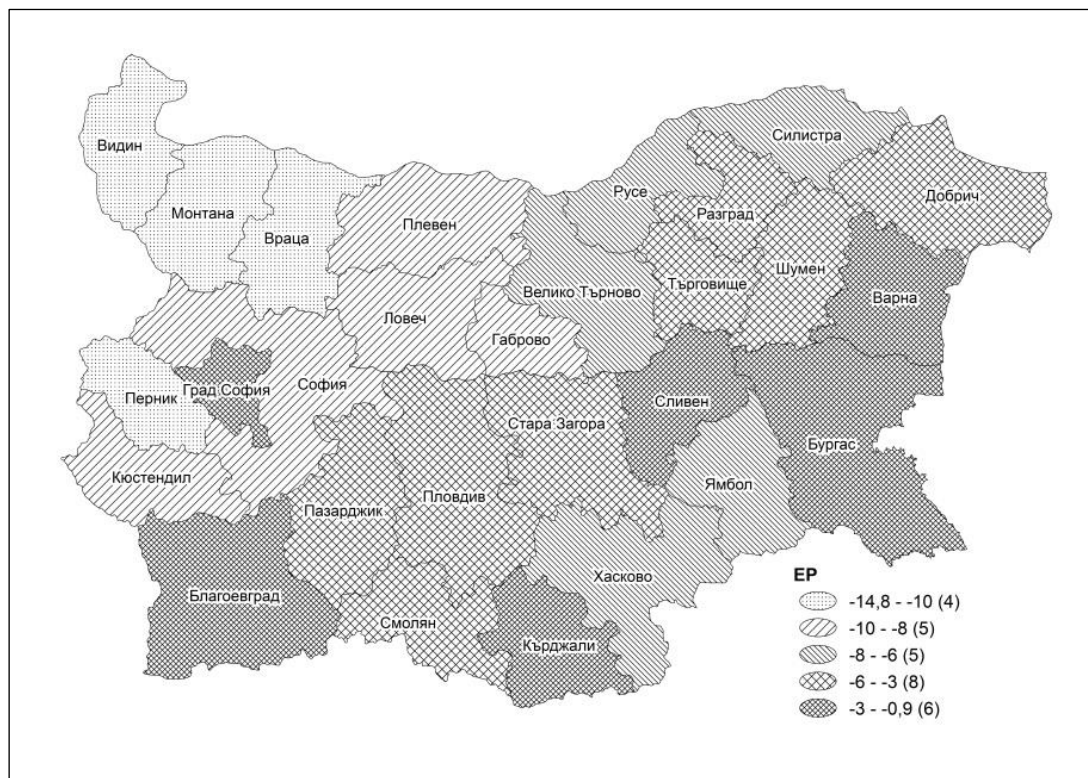 Видин
Монтана
Враца
Плевен
Ловеч
Габрово
Велико Търново
Русе
Силистра
Разград
Търговище
Шумен
Добрич
Варна
Перник
Град София
София
Кюстендил
Благоевград
Пазарджик
Пловдив
Смолян
Стара Загора
Сливен
Ямбол
Бургас
Хасково
Кърджали
EP
-14,8 - -10 (4)
-10 - -8 (5)
-8 - -6 (5)
-6 - -3 (8)
-3 - -0,9 (6)